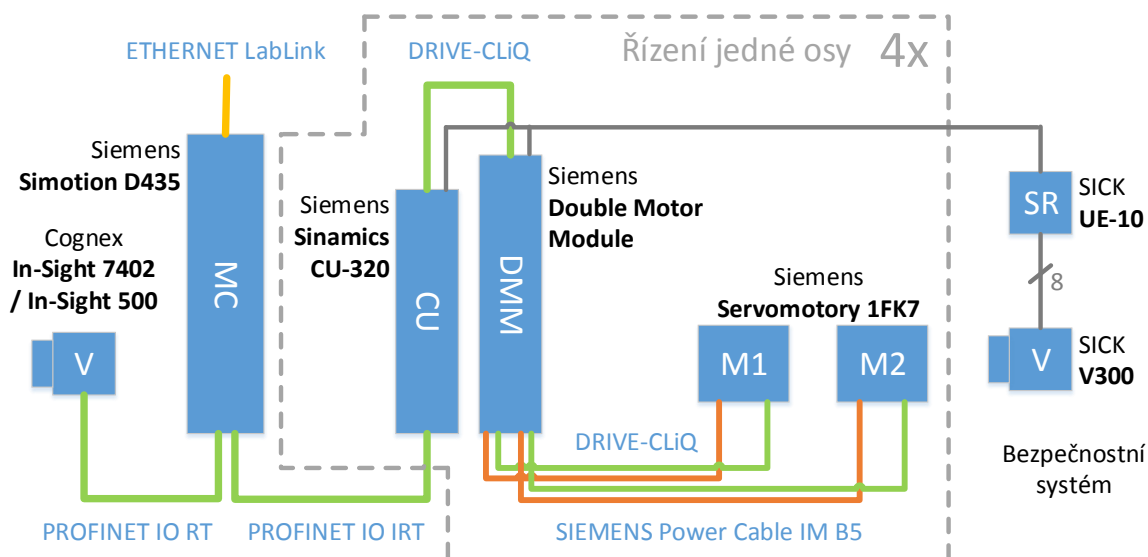 ETHERNET LabLink
DRIVE-CLiQ
Řízení jedné osy 4x
Siemens
Simotion D435
Cognex
In-Sight 7402
/ In-Sight 500
V
MC
Siemens
Sinamics
CU-320
CU
DMM
Siemens
Double Motor
Module
Siemens
Servomotory 1FK7
M1
M2
SR
SICK
UE-10
8
V
SICK
V300
Bezpečnostní
systém
DRIVE-CLiQ
PROFINET IO RT
PROFINET IO IRT
SIEMENS Power Cable IM B5